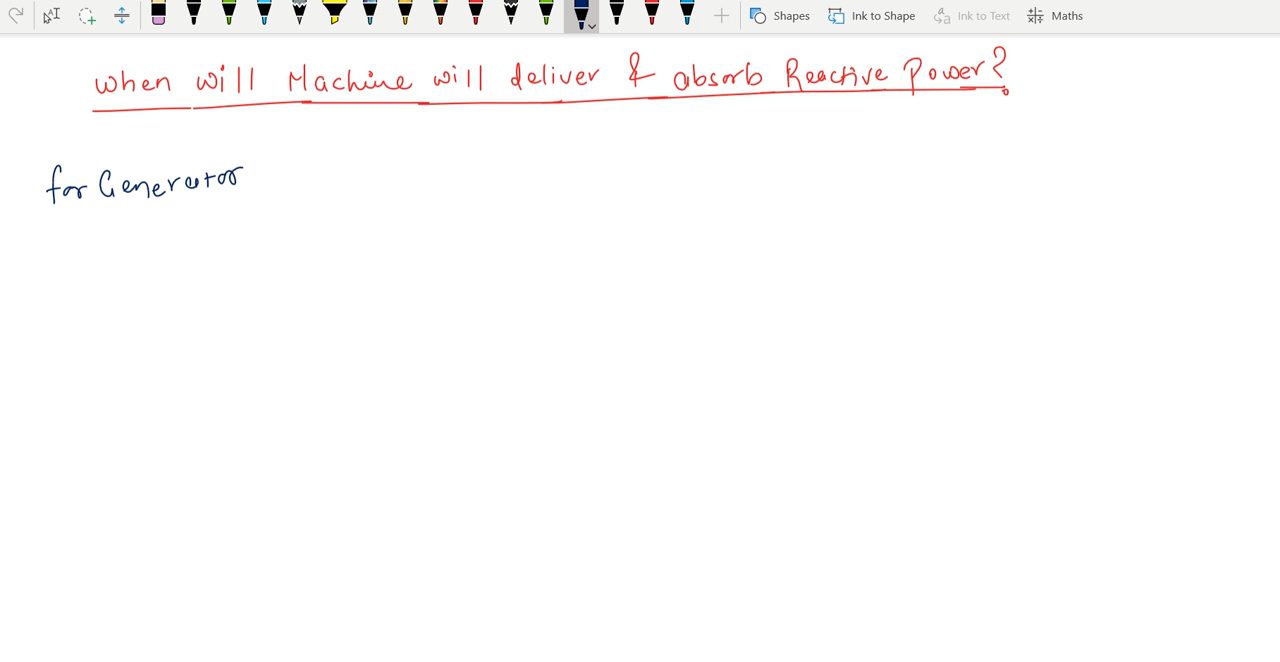 Shapes Ink to Shape Ink to Text Maths
when will Machine will deliver & absorb Reactive Power?
for Generator